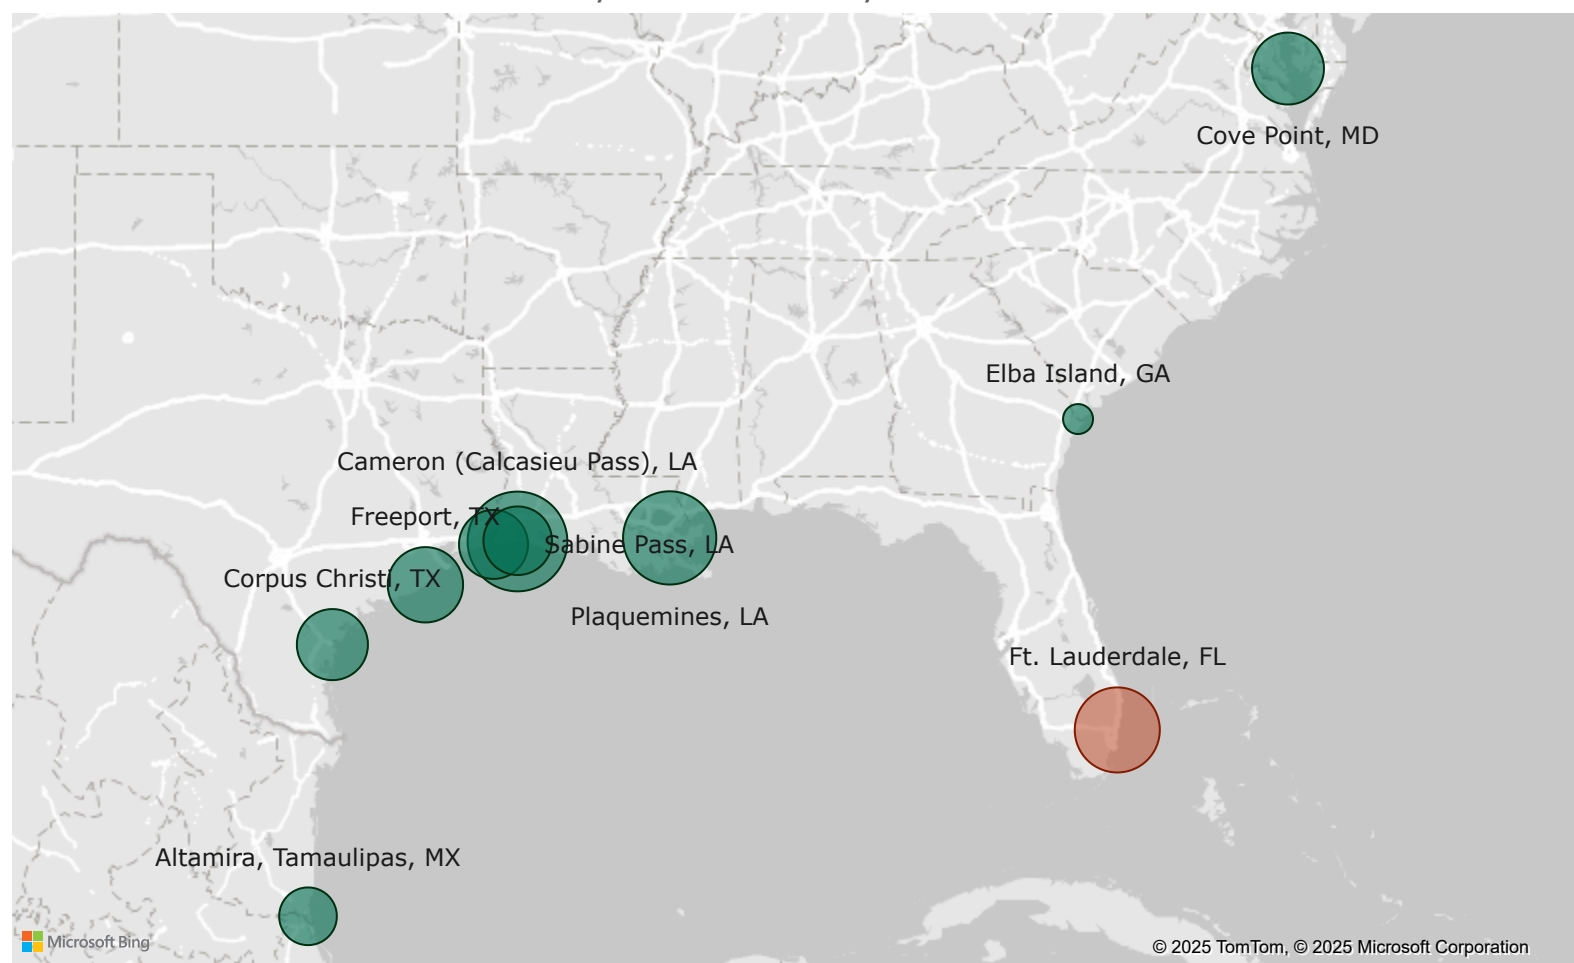 Cove Point, MD
Elba Island, GA
Cameron (Calcasieu Pass), LA
Freeport, TX
Sabine Pass, LA
Corpus Christi, TX
Plaquemines, LA
Ft. Lauderdale, FL
Altamira, Tamaulipas, MX
Microsoft Bing
© 2025 TomTom, © 2025 Microsoft Corporation